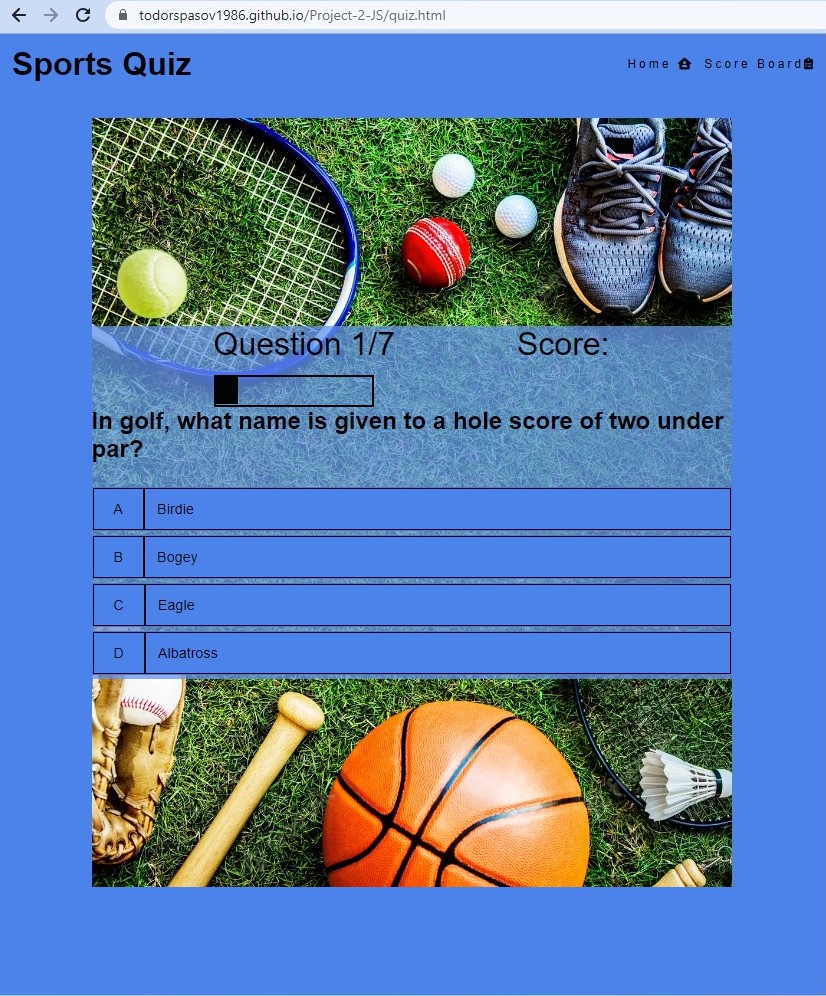 todorspasov1986.github.io/Project-2-JS/quiz.html
Sports Quiz
Home
Score Board
Question 1/7
Score:
In golf, what name is given to a hole score of two under
par?
A Birdie
B Bogey
C Eagle
D Albatross